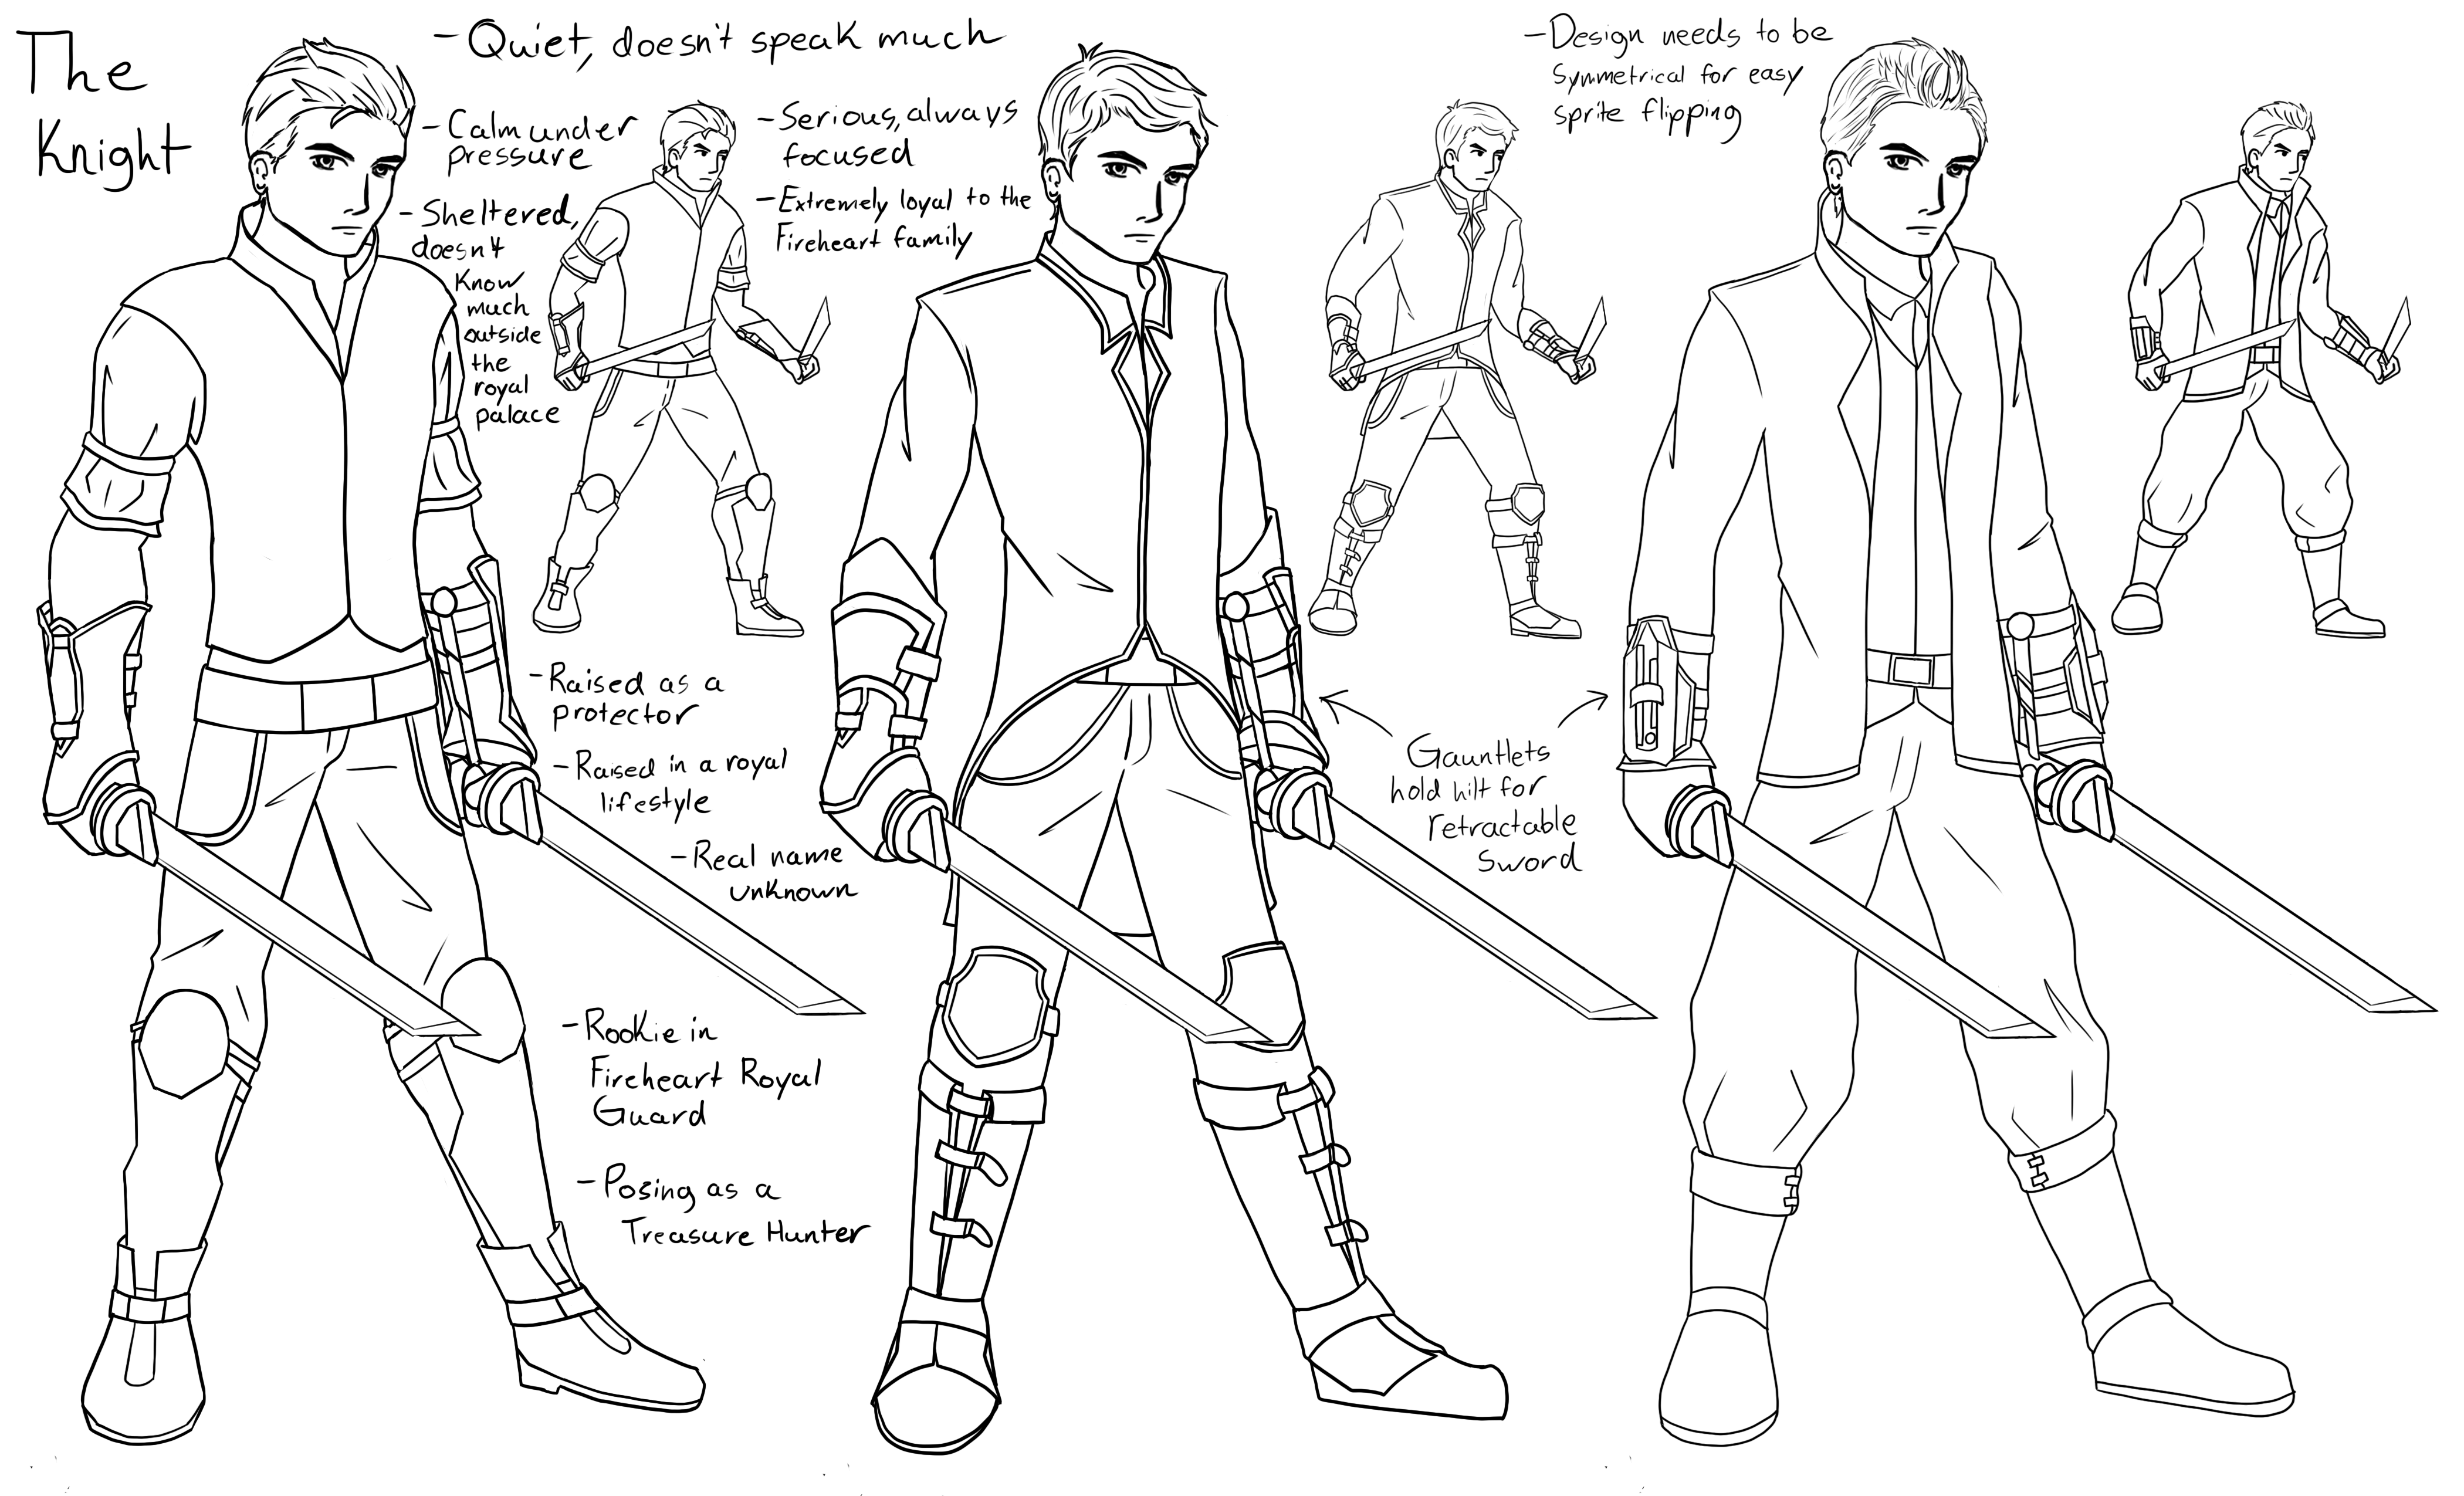 The
Knight
- Quiet, doesn't speak much
- Calm under
pressure
- Serious, always
focused
- Sheltered,
doesn't
know
much
outside
the
royal
palace
- Extremely loyal to the
Fireheart family
- Design needs to be
symmetrical for easy
sprite flipping
- Raised as a
protector
- Raised in a royal
lifestyle
- Real name
unknown
Gauntlets
hold hilt for
retractable
sword
- Rookie in
Fireheart Royal
Guard
- Posing as a
Treasure Hunter